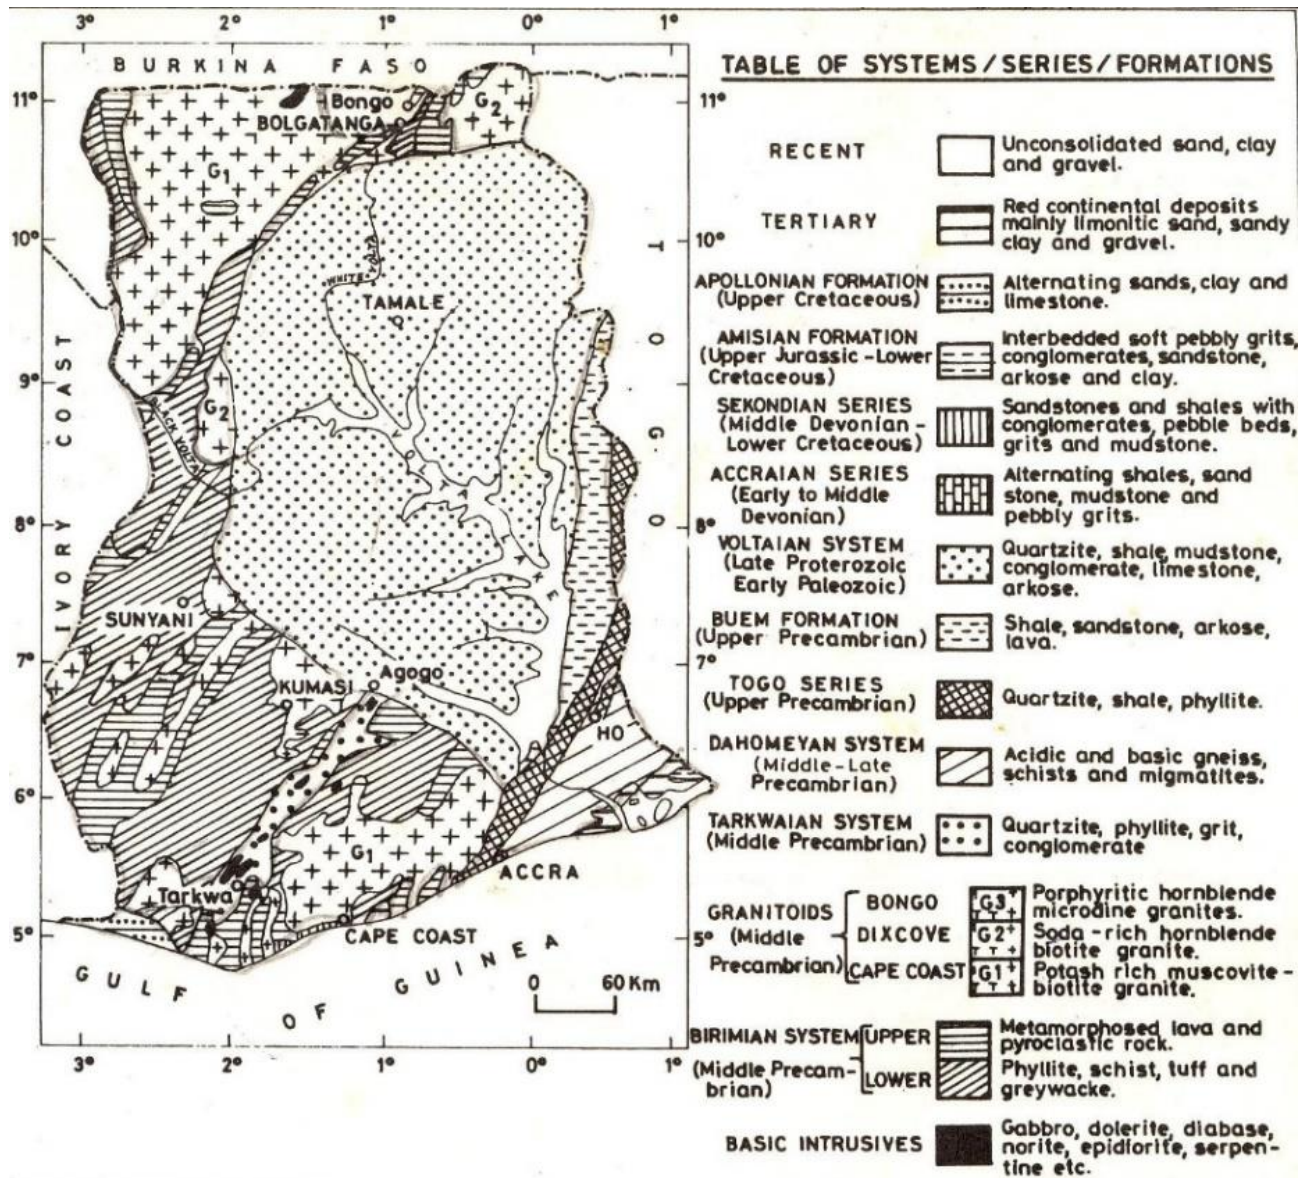 3° 2° 1° 0° 1°
BURKINA FASO
11°
Bongo
BOLGATANGA
G2
G1
10°
WHITE VOLTA
TAMALE
9°
G2
BLACK VOLTA
VOLTA LAKE
8°
IVORY COAST
TOGO
SUNYANI
7°
Agogo
KUMASI
HO
6°
G1
ACCRA
Tarkwa
CAPE COAST
5°
GULF OF GUINEA
0 60 Km
3° 2° 1° 0° 1°
11°
10°
8°
7°
5°
TABLE OF SYSTEMS/SERIES/FORMATIONS
RECENT
Unconsolidated sand, clay
and gravel.
TERTIARY
Red continental deposits
mainly limonitic sand, sandy
clay and gravel.
APOLLONIAN FORMATION
(Upper Cretaceous)
Alternating sands, clay and
limestone.
AMISIAN FORMATION
(Upper Jurassic-Lower
Cretaceous)
Interbedded soft pebbly grits,
conglomerates, sandstone,
arkose and clay.
SEKONDIAN SERIES
(Middle Devonian-
Lower Cretaceous)
Sandstones and shales with
conglomerates, pebble beds,
grits and mudstone.
ACCRAIAN SERIES
(Early to Middle
Devonian)
Alternating shales, sand
stone, mudstone and
pebbly grits.
VOLTAIAN SYSTEM
(Late Proterozoic
Early Paleozoic)
Quartzite, shale, mudstone,
conglomerate, limestone,
arkose.
BUEM FORMATION
(Upper Precambrian)
Shale, sandstone, arkose,
lava.
TOGO SERIES
(Upper Precambrian)
Quartzite, shale, phyllite.
DAHOMEYAN SYSTEM
(Middle-Late
Precambrian)
Acidic and basic gneiss,
schists and migmatites.
TARKWAIAN SYSTEM
(Middle Precambrian)
Quartzite, phyllite, grit,
conglomerate
GRANITOIDS
(Middle
Precambrian)
BONGO
G3
Porphyritic hornblende
microdine granites.
DIXCOVE
G2
Soda-rich hornblende
biotite granite.
CAPE COAST
G1
Potash rich muscovite-
biotite granite.
BIRIMIAN SYSTEM
(Middle Precam-
brian)
UPPER
Metamorphosed lava and
pyroclastic rock.
LOWER
Phyllite, schist, tuff and
greywacke.
BASIC INTRUSIVES
Gabbro, dolerite, diabase,
norite, epidforite, serpen-
tine etc.